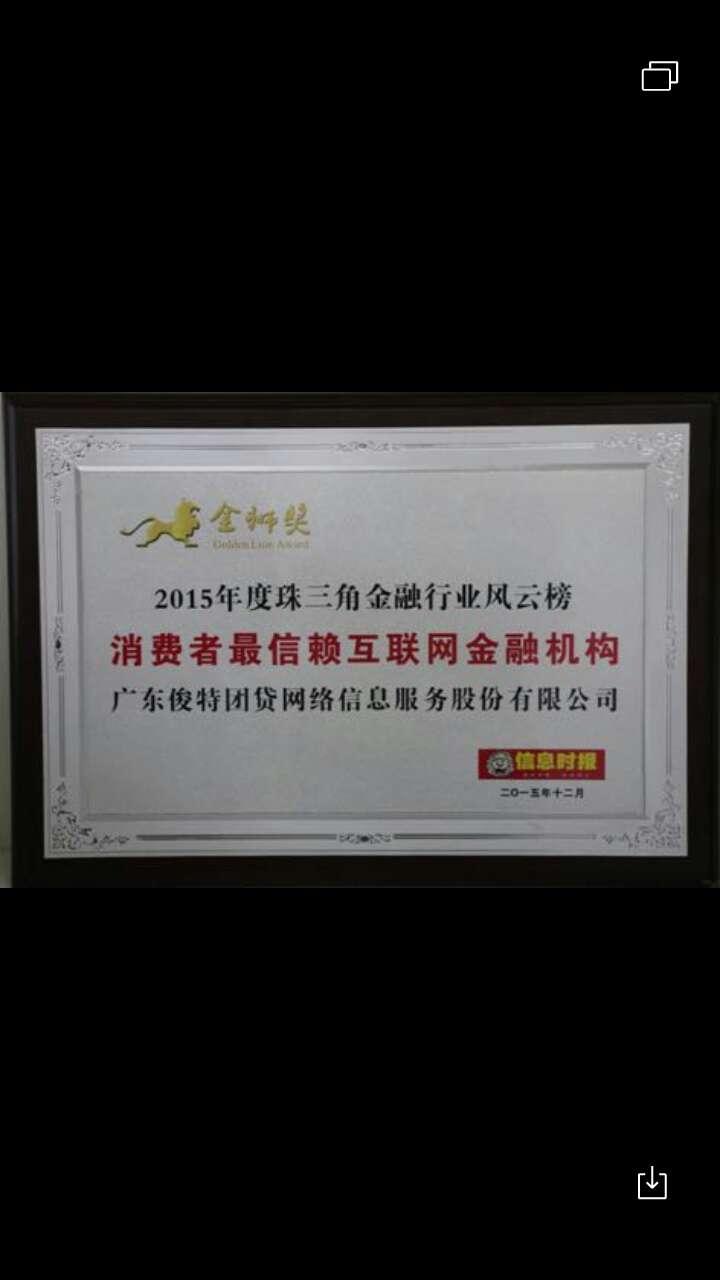 金狮奖
Golden Lion Award
2015年度珠三角金融行业风云榜
消费者最信赖互联网金融机构
广东俊特团贷网络信息服务股份有限公司
信息时报
二〇一五年十二月